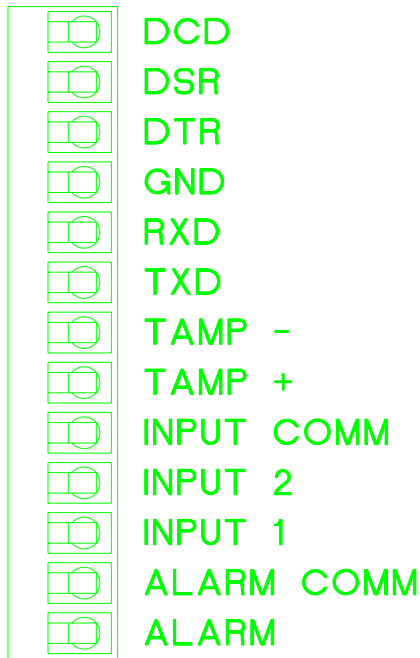 DCD
DSR
DTR
GND
RXD
TXD
TAMP -
TAMP +
INPUT COMM
INPUT 2
INPUT 1
ALARM COMM
ALARM